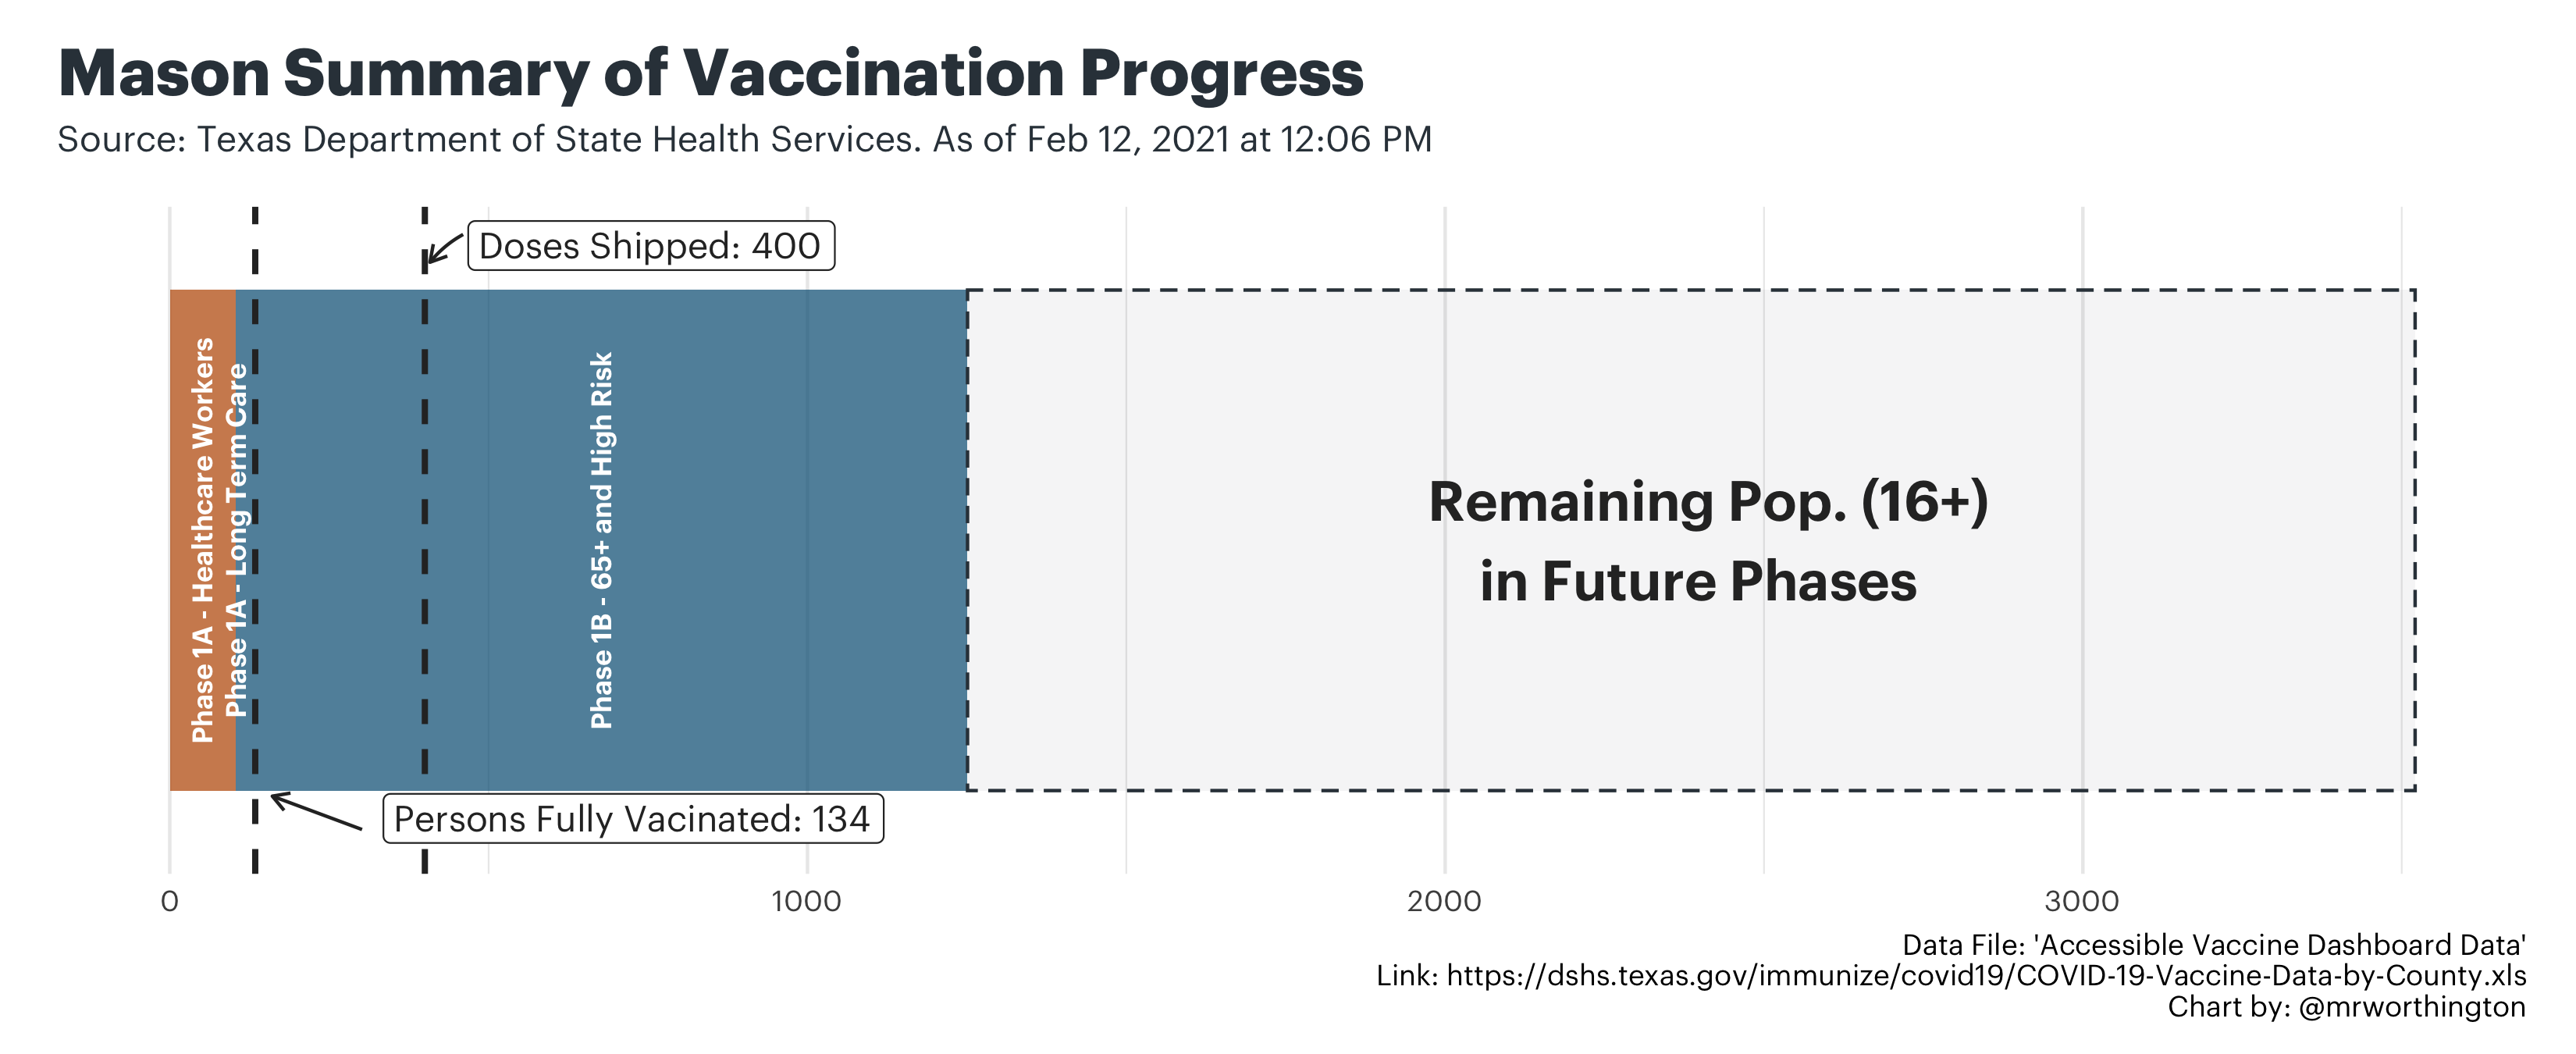 Mason Summary of Vaccination Progress
Source: Texas Department of State Health Services. As of Feb 12, 2021 at 12:06 PM
Doses Shipped: 400
Phase 1A - Healthcare Workers
Phase 1A - Long Term Care
Phase 1B - 65+ and High Risk
Remaining Pop. (16+)
in Future Phases
Persons Fully Vacinated: 134
0
1000
2000
3000
Data File: 'Accessible Vaccine Dashboard Data'
Link: https://dshs.texas.gov/immunize/covid19/COVID-19-Vaccine-Data-by-County.xls
Chart by: @mrworthington